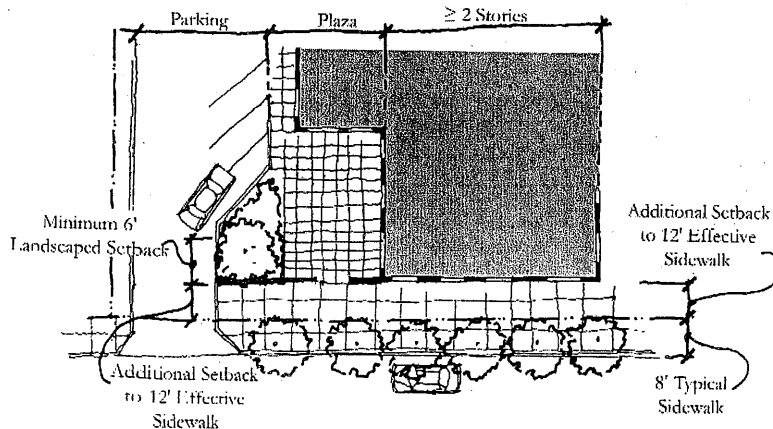 Parking
Plaza
≥ 2 Stories
Minimum 6'
Landscaped Setback
Additional Setback
to 12' Effective
Sidewalk
Additional Setback
to 12' Effective
Sidewalk
8' Typical
Sidewalk